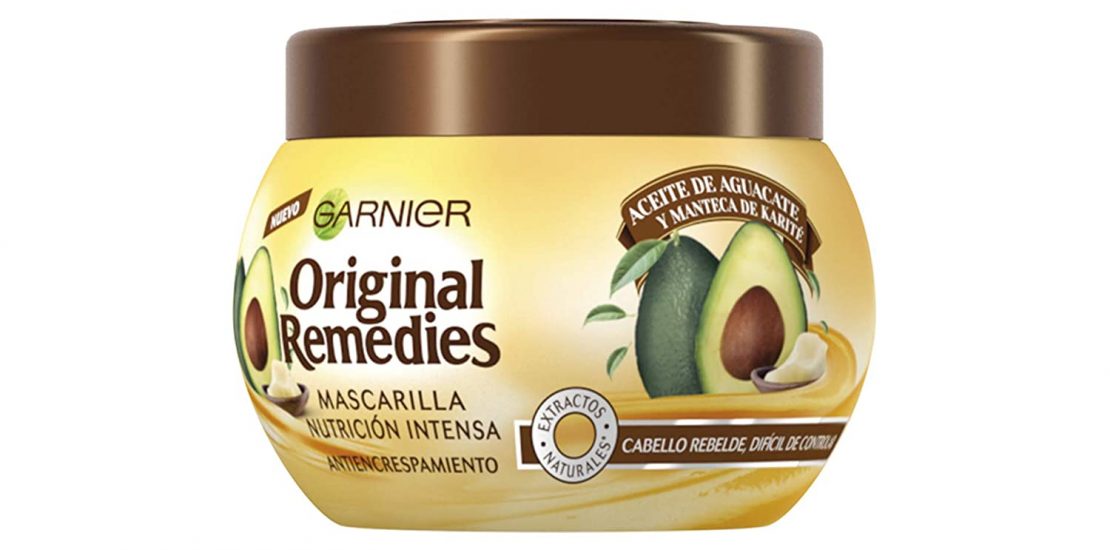 NUEVO
GARNIER
Original
Remedies
MASCARILLA
NUTRICIÓN INTENSA
ANTIENCRESPAMIENTO
ACEITE DE AGUACATE
Y MANTECA DE KARITÉ
EXTRACTOS
NATURALES
CABELLO REBELDE, DIFÍCIL DE CONTROLA